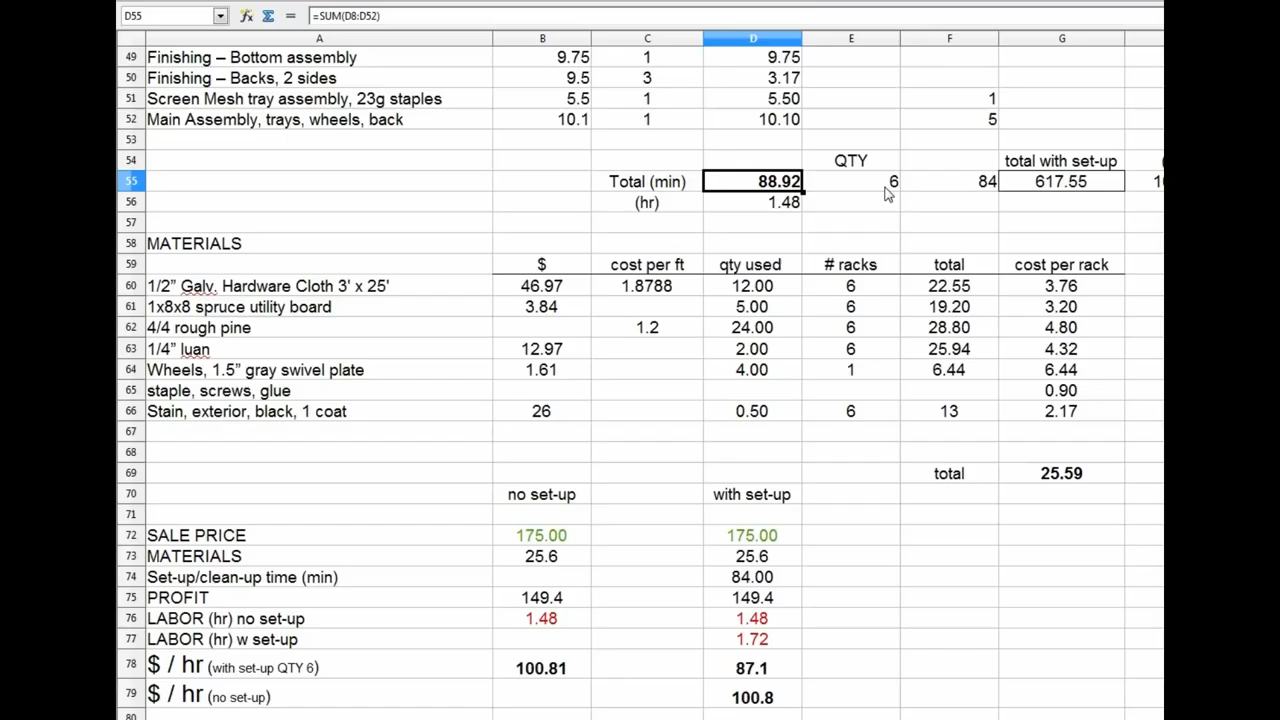 D55 =SUM(D8:D52)
A B C D E F G
49 Finishing – Bottom assembly 9.75 1 9.75
50 Finishing – Backs, 2 sides 9.5 3 3.17
51 Screen Mesh tray assembly, 23g staples 5.5 1 5.50 1
52 Main Assembly, trays, wheels, back 10.1 1 10.10 5
53
54 QTY total with set-up
55 Total (min) 88.92 6 84 617.55
56 (hr) 1.48
57
58 MATERIALS
59 $ cost per ft qty used # racks total cost per rack
60 1/2” Galv. Hardware Cloth 3' x 25' 46.97 1.8788 12.00 6 22.55 3.76
61 1x8x8 spruce utility board 3.84 5.00 6 19.20 3.20
62 4/4 rough pine 1.2 24.00 6 28.80 4.80
63 1/4” luan 12.97 2.00 6 25.94 4.32
64 Wheels, 1.5” gray swivel plate 1.61 4.00 1 6.44 6.44
65 staple, screws, glue 0.90
66 Stain, exterior, black, 1 coat 26 0.50 6 13 2.17
67
68
69 total 25.59
70 no set-up with set-up
71
72 SALE PRICE 175.00 175.00
73 MATERIALS 25.6 25.6
74 Set-up/clean-up time (min) 84.00
75 PROFIT 149.4 149.4
76 LABOR (hr) no set-up 1.48 1.48
77 LABOR (hr) w set-up 1.72
78 $ / hr (with set-up QTY 6) 100.81 87.1
79 $ / hr (no set-up) 100.8